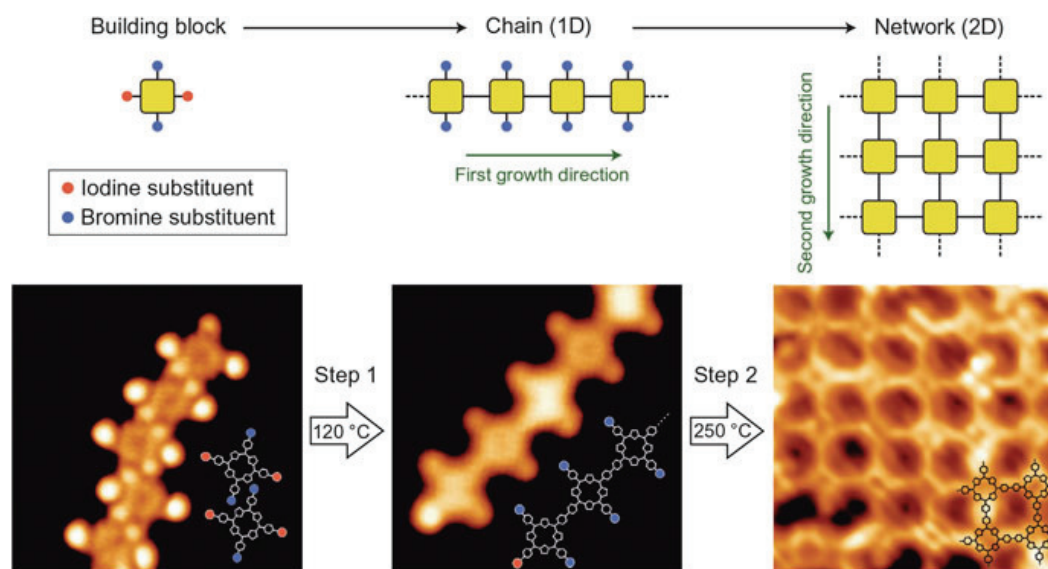 Building block
Chain (1D)
Network (2D)
First growth direction
Second growth direction
Iodine substituent
Bromine substituent
Step 1
120 °C
Step 2
250 °C